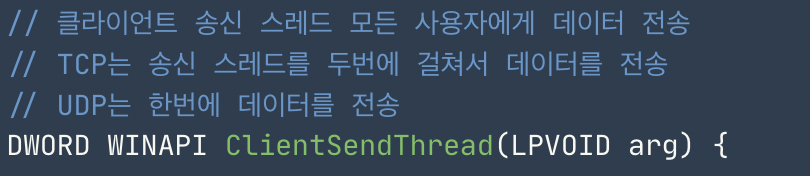 // 클라이언트 송신 스레드 모든 사용자에게 데이터 전송
// TCP는 송신 스레드를 두번에 걸쳐서 데이터를 전송
// UDP는 한번에 데이터를 전송
DWORD WINAPI ClientSendThread(LPVOID arg) {